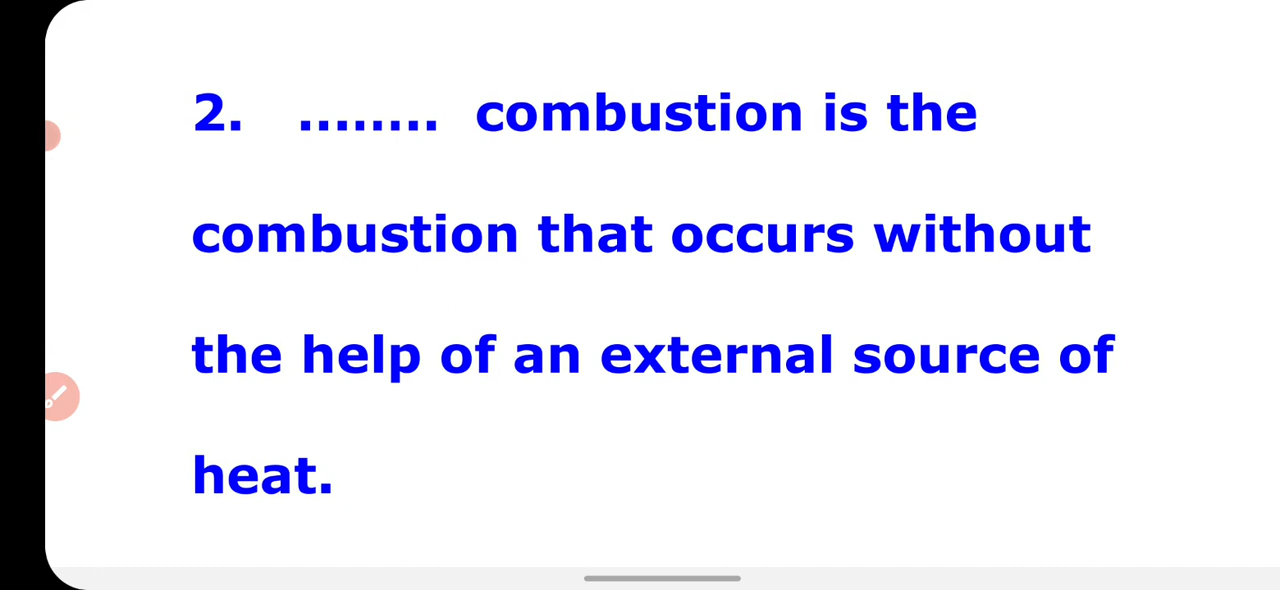 2. ........ combustion is the
combustion that occurs without
the help of an external source of
heat.